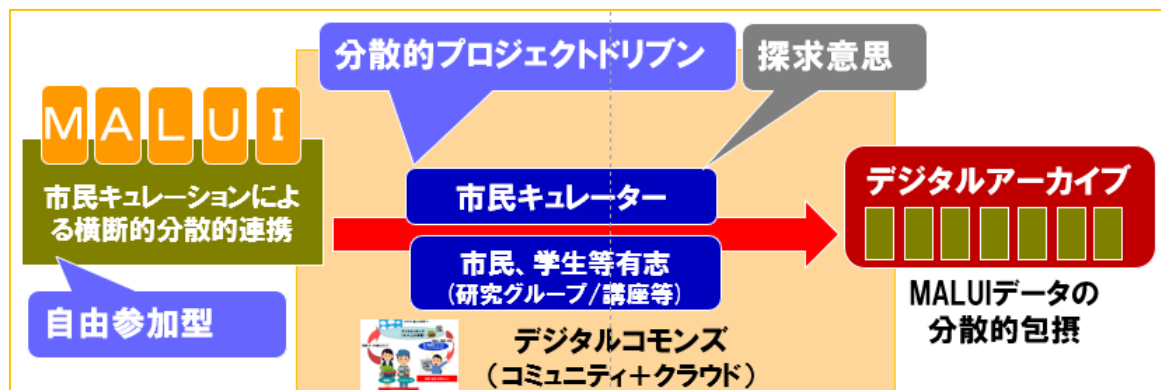 分散的プロジェクトドリブン
探求意思
MALUI
市民キュレーションによ
る横断的分散的連携
自由参加型
市民キュレーター
市民、学生等有志
(研究グループ/講座等)
デジタルコモンズ
(コミュニティ+クラウド)
デジタルアーカイブ
MALUIデータの
分散的包摂